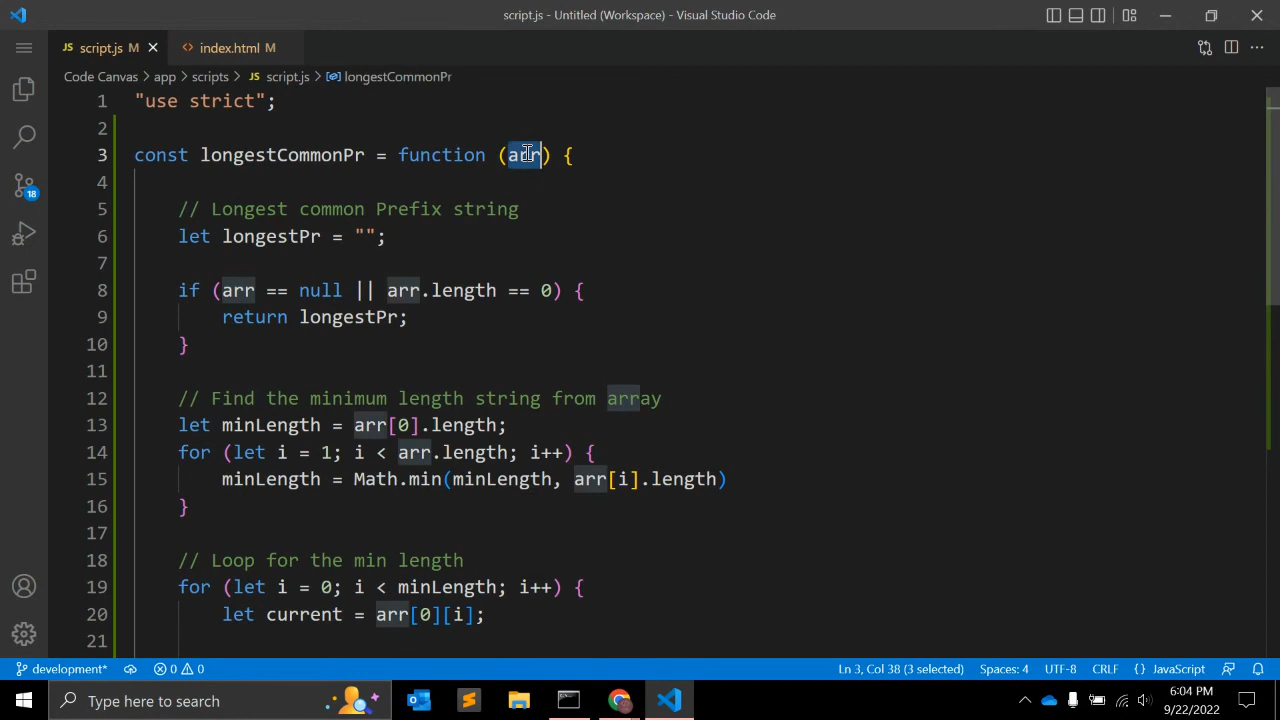 script.js - Untitled (Workspace) - Visual Studio Code
JS script.js M
<> index.html M
Code Canvas > app > scripts > JS script.js > longestCommonPr
1 "use strict";
2
3 const longestCommonPr = function (arr) {
4
5 // Longest common Prefix string
6 let longestPr = "";
7
8 if (arr == null || arr.length == 0) {
9 return longestPr;
10 }
11
12 // Find the minimum length string from array
13 let minLength = arr[0].length;
14 for (let i = 1; i < arr.length; i++) {
15 minLength = Math.min(minLength, arr[i].length)
16 }
17
18 // Loop for the min length
19 for (let i = 0; i < minLength; i++) {
20 let current = arr[0][i];
21
18
development* 0 0 Ln 3, Col 38 (3 selected) Spaces: 4 UTF-8 CRLF {} JavaScript
Type here to search
6:04 PM
9/22/2022